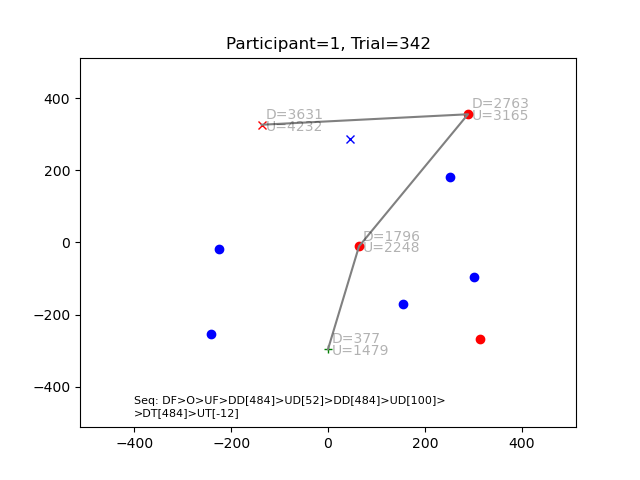 Participant=1, Trial=342
400
200
0
−200
−400
D=3631
U=4232
D=2763
U=3165
D=1796
U=2248
D=377
U=1479
Seq: DF>O>UF>DD[484]>UD[52]>DD[484]>UD[100]>
>DT[484]>UT[-12]
−400
−200
0
200
400